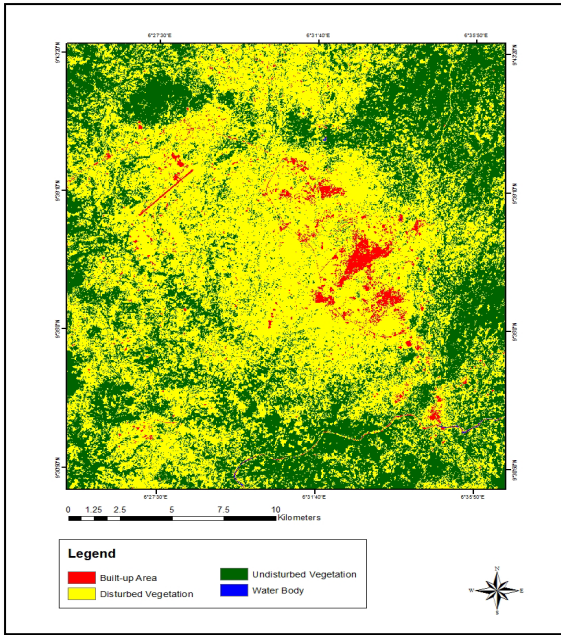 6°27'30"E 6°31'40"E 6°35'50"E
6°27'30"E 6°31'40"E 6°35'50"E
0 1.25 2.5 5 7.5 10
Kilometers
Legend
Built-up Area
Disturbed Vegetation
Undisturbed Vegetation
Water Body
N
W E
S